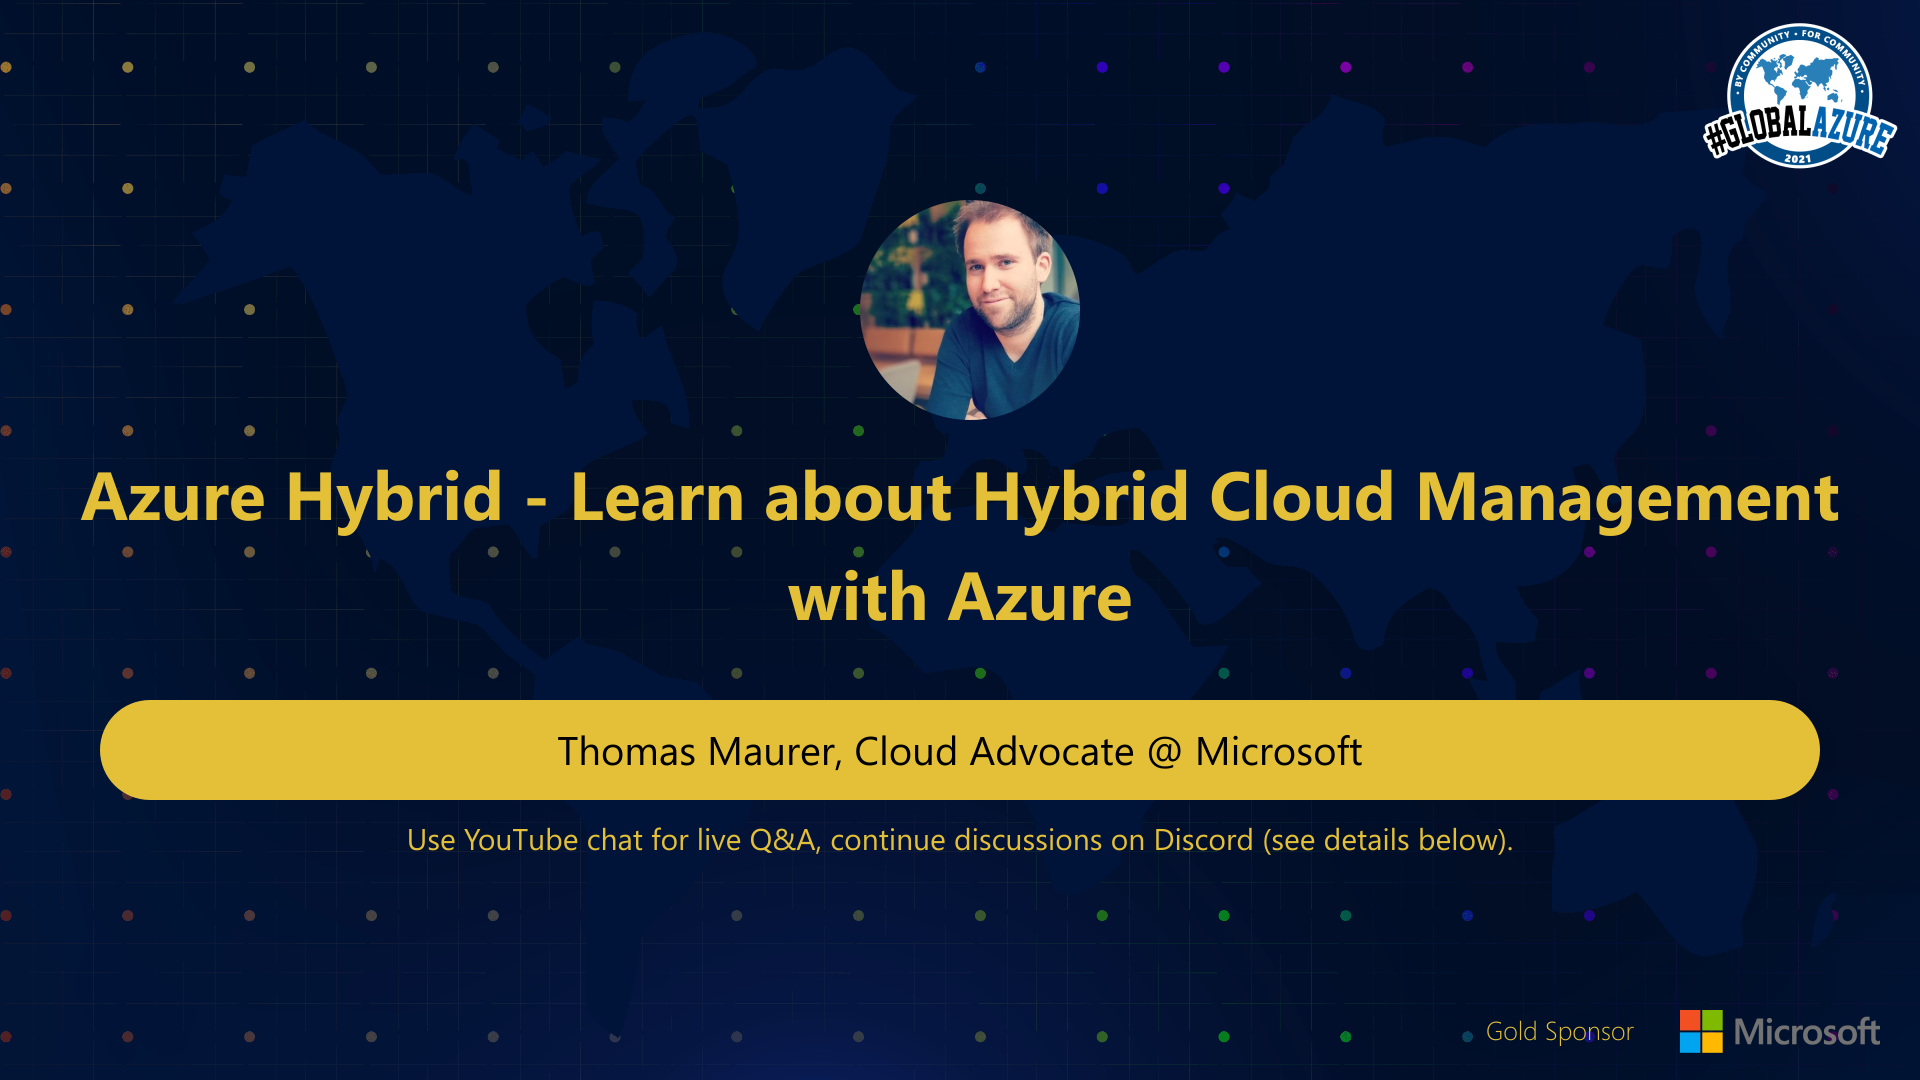 • BY COMMUNITY • FOR COMMUNITY •
#GLOBALAZURE
2021
Azure Hybrid - Learn about Hybrid Cloud Management
with Azure
Thomas Maurer, Cloud Advocate @ Microsoft
Use YouTube chat for live Q&A, continue discussions on Discord (see details below).
Gold Sponsor
Microsoft